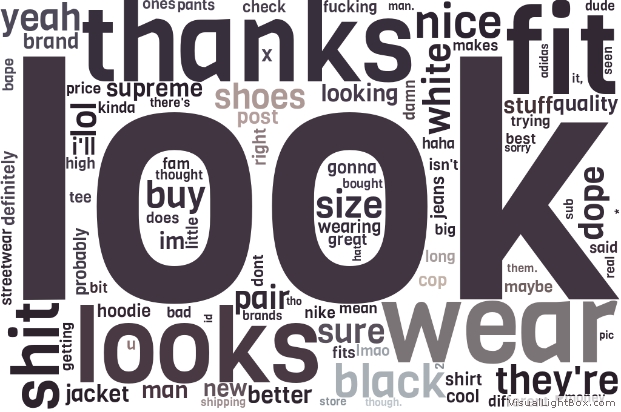 yeah
brand
thanks
ones
pants
check
fucking
man.
nice
makes
fit
dude
adidas
it,
seen
bape
price
supreme
kinda
there's
x
shoes
post
looking
damn
white
stuff
quality
trying
best
sorry
lol
i'll
high
right
haha
look
fam
thought
buy
does
im
little
gonna
bought
size
wearing
great
hat
isn't
jeans
big
dope
sub
*
said
real
definitely
streetwear
tee
probably
bit
dont
long
cop
them.
maybe
shit
getting
hoodie
bad
id
pair
tho
brands
nike
mean
looks
u
sure
fits
lmao
wear
pic
black
2
shirt
cool
they're
jacket
man
new
shipping
better
store
though.
money
VisualLightBox.com